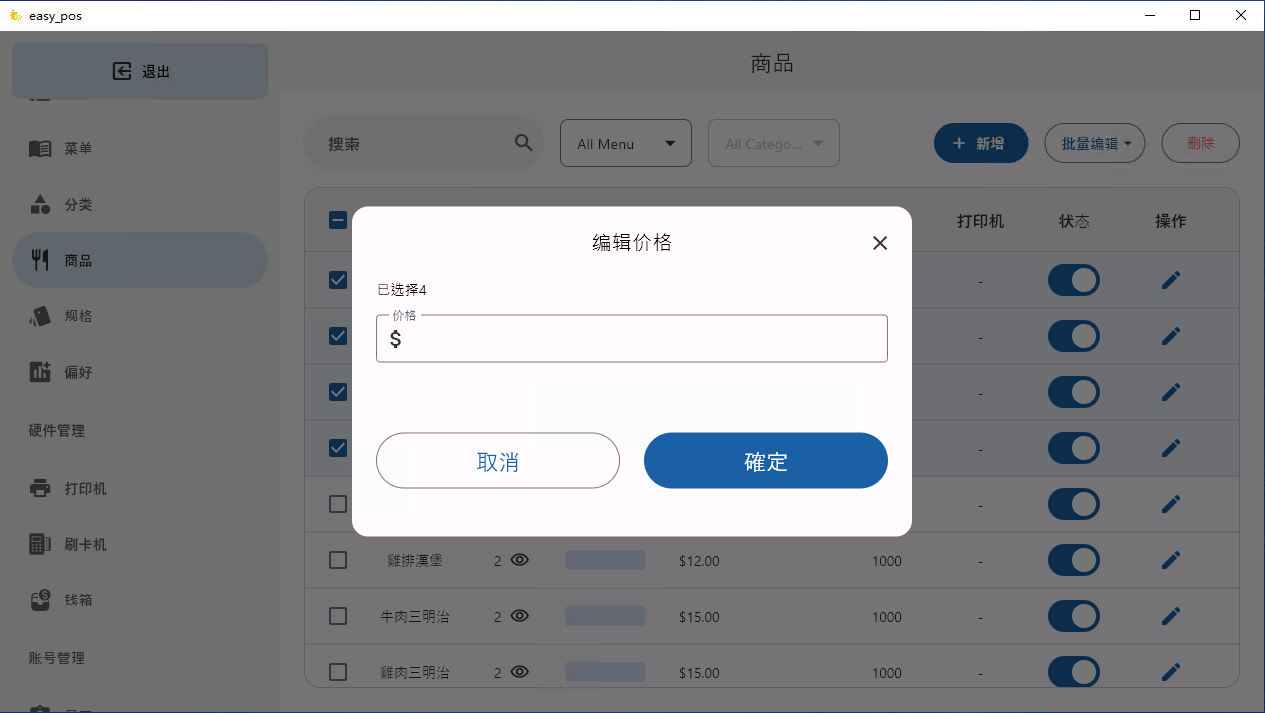 easy_pos
退出
商品
菜单
分类
商品
规格
偏好
硬件管理
打印机
刷卡机
钱箱
账号管理
搜索
All Menu
All Catego...
+ 新增
批量编辑
删除
打印机 状态 操作
-
-
-
-
-
雞排漢堡 2 $12.00 1000 -
牛肉三明治 2 $15.00 1000 -
雞肉三明治 2 $15.00 1000 -
编辑价格
已选择4
价格
$
取消
確定